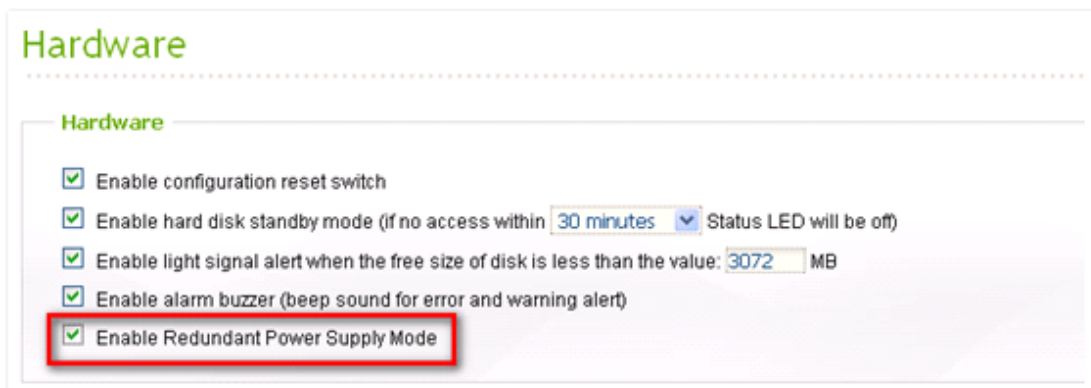 Hardware
Hardware
Enable configuration reset switch
Enable hard disk standby mode (if no access within 30 minutes Status LED will be off)
Enable light signal alert when the free size of disk is less than the value: 3072 MB
Enable alarm buzzer (beep sound for error and warning alert)
Enable Redundant Power Supply Mode